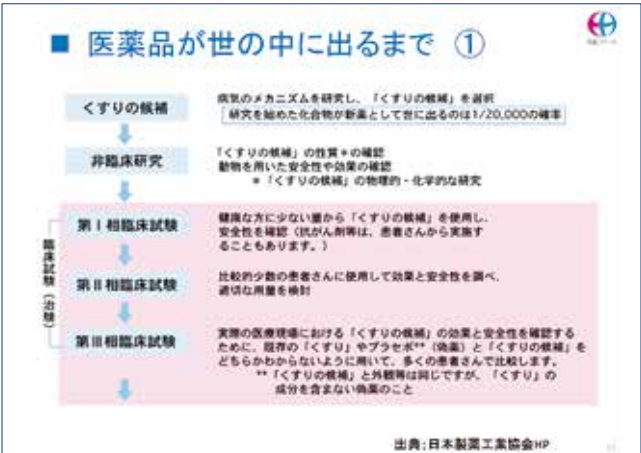 ■ 医薬品が世の中に出るまで ①
くすりの候補
病気のメカニズムを研究し、「くすりの候補」を選択
研究を始めた化合物が新薬として世に出るのは1/20,000の確率
非臨床研究
「くすりの候補」の性質＊の確認
動物を用いた安全性や効果の確認
＊「くすりの候補」の物理的・化学的な研究
臨床試験（治験）
第Ⅰ相臨床試験
健康な方に少ない量から「くすりの候補」を使用し、
安全性を確認（抗がん剤等は、患者さんから実施す
ることもあります。）
第Ⅱ相臨床試験
比較的少数の患者さんに使用して効果と安全性を調べ、
適切な用量を検討
第Ⅲ相臨床試験
実際の医療現場における「くすりの候補」の効果と安全性を確認する
ために、既存の「くすり」やプラセボ**（偽薬）と「くすりの候補」を
どちらかわからないように用いて、多くの患者さんで比較します。
**「くすりの候補」と外観等は同じですが、「くすり」の
成分を含まない偽薬のこと
出典；日本製薬工業協会HP